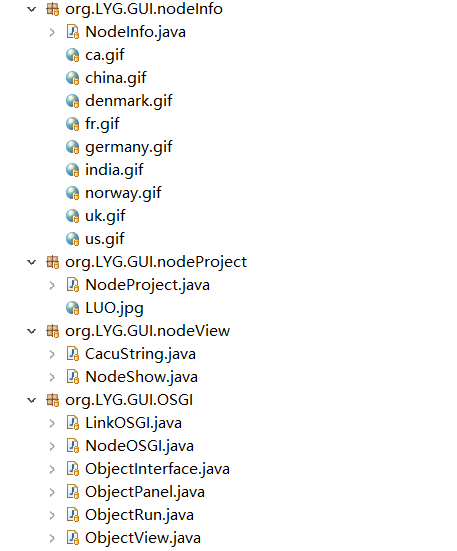 org.LYG.GUI.nodeInfo
NodeInfo.java
ca.gif
china.gif
denmark.gif
fr.gif
germany.gif
india.gif
norway.gif
uk.gif
us.gif
org.LYG.GUI.nodeProject
NodeProject.java
LUO.jpg
org.LYG.GUI.nodeView
CacuString.java
NodeShow.java
org.LYG.GUI.OSGI
LinkOSGI.java
NodeOSGI.java
ObjectInterface.java
ObjectPanel.java
ObjectRun.java
ObjectView.java